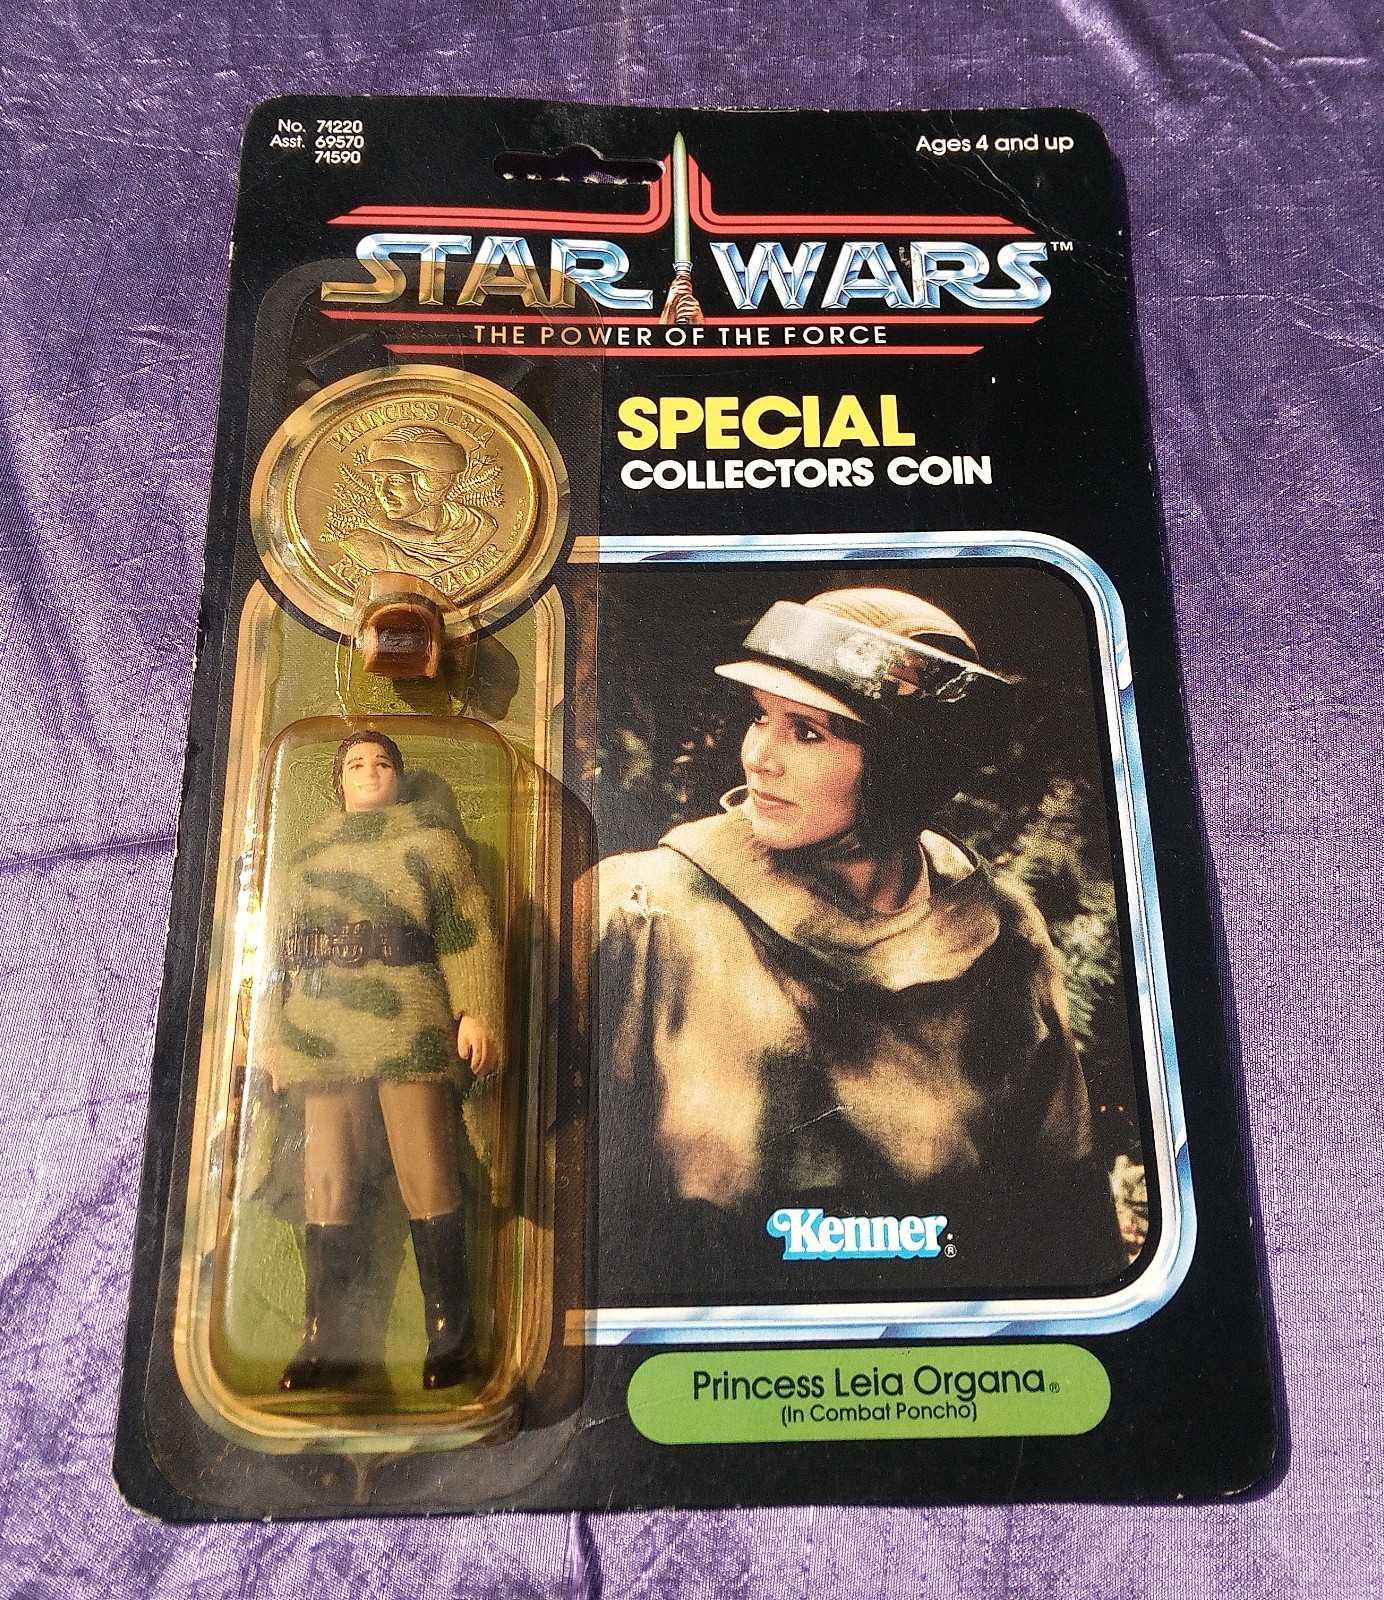 No. 71220
Asst. 69570
71590
Ages 4 and up
STAR WARS™
THE POWER OF THE FORCE
SPECIAL
COLLECTORS COIN
PRINCESS LEIA
Kenner®
Princess Leia Organa®
(In Combat Poncho)